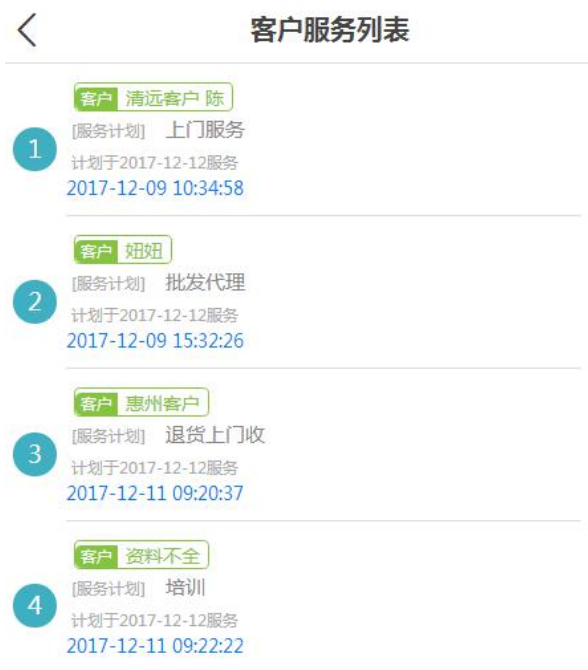 客户服务列表
客户 清远客户 陈
[服务计划] 上门服务
1
计划于2017-12-12服务
2017-12-09 10:34:58
客户 妞妞
[服务计划] 批发代理
2
计划于2017-12-12服务
2017-12-09 15:32:26
客户 惠州客户
[服务计划] 退货上门收
3
计划于2017-12-12服务
2017-12-11 09:20:37
客户 资料不全
[服务计划] 培训
4
计划于2017-12-12服务
2017-12-11 09:22:22